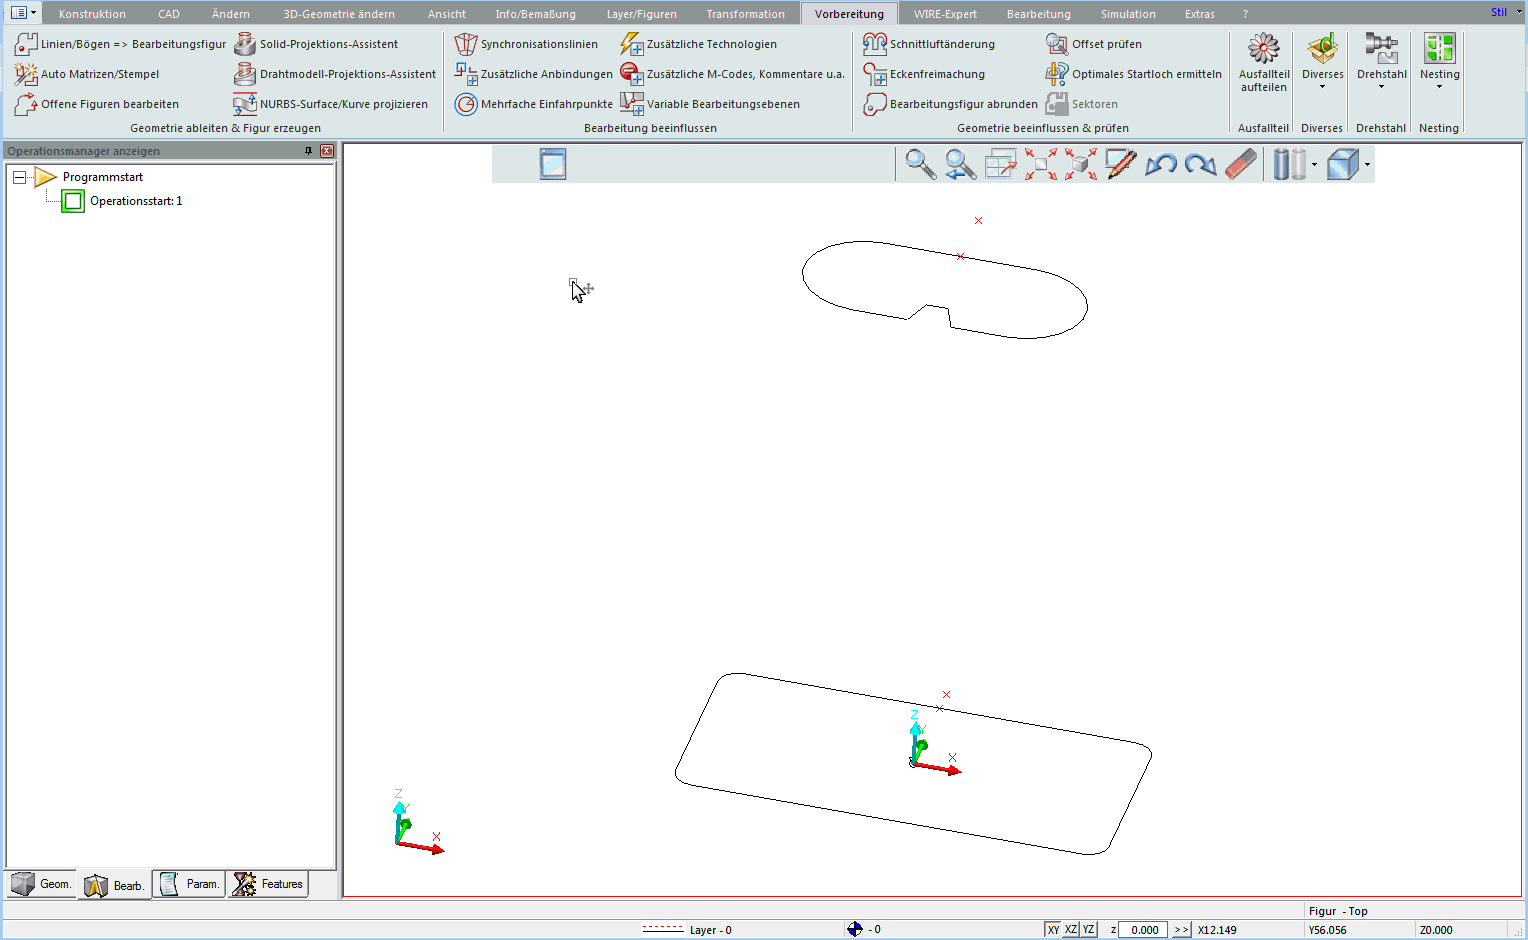 Konstruktion CAD Ändern 3D-Geometrie ändern Ansicht Info/Bemaßung Layer/Figuren Transformation Vorbereitung WIRE-Expert Bearbeitung Simulation Extras ? Stil
Linien/Bögen => Bearbeitungsfigur Solid-Projektions-Assistent Synchronisationslinien Zusätzliche Technologien Schnittluftänderung Offset prüfen
Auto Matrizen/Stempel Drahtmodell-Projektions-Assistent Zusätzliche Anbindungen Zusätzliche M-Codes, Kommentare u.a. Eckenfreimachung Optimales Startloch ermitteln Ausfallteil aufteilen Diverses Drehstahl Nesting
Offene Figuren bearbeiten NURBS-Surface/Kurve projizieren Mehrfache Einfahrpunkte Variable Bearbeitungsebenen Bearbeitungsfigur abrunden Sektoren
Geometrie ableiten & Figur erzeugen Bearbeitung beeinflussen Geometrie beeinflussen & prüfen Ausfallteil Diverses Drehstahl Nesting
Operationsmanager anzeigen
Programmstart
Operationsstart: 1
Z
Y
X
Z
Y
X
Geom. Bearb. Param. Features
Figur - Top
Layer - 0 - 0 XY XZ YZ z 0.000 >> X12.149 Y56.056 Z0.000